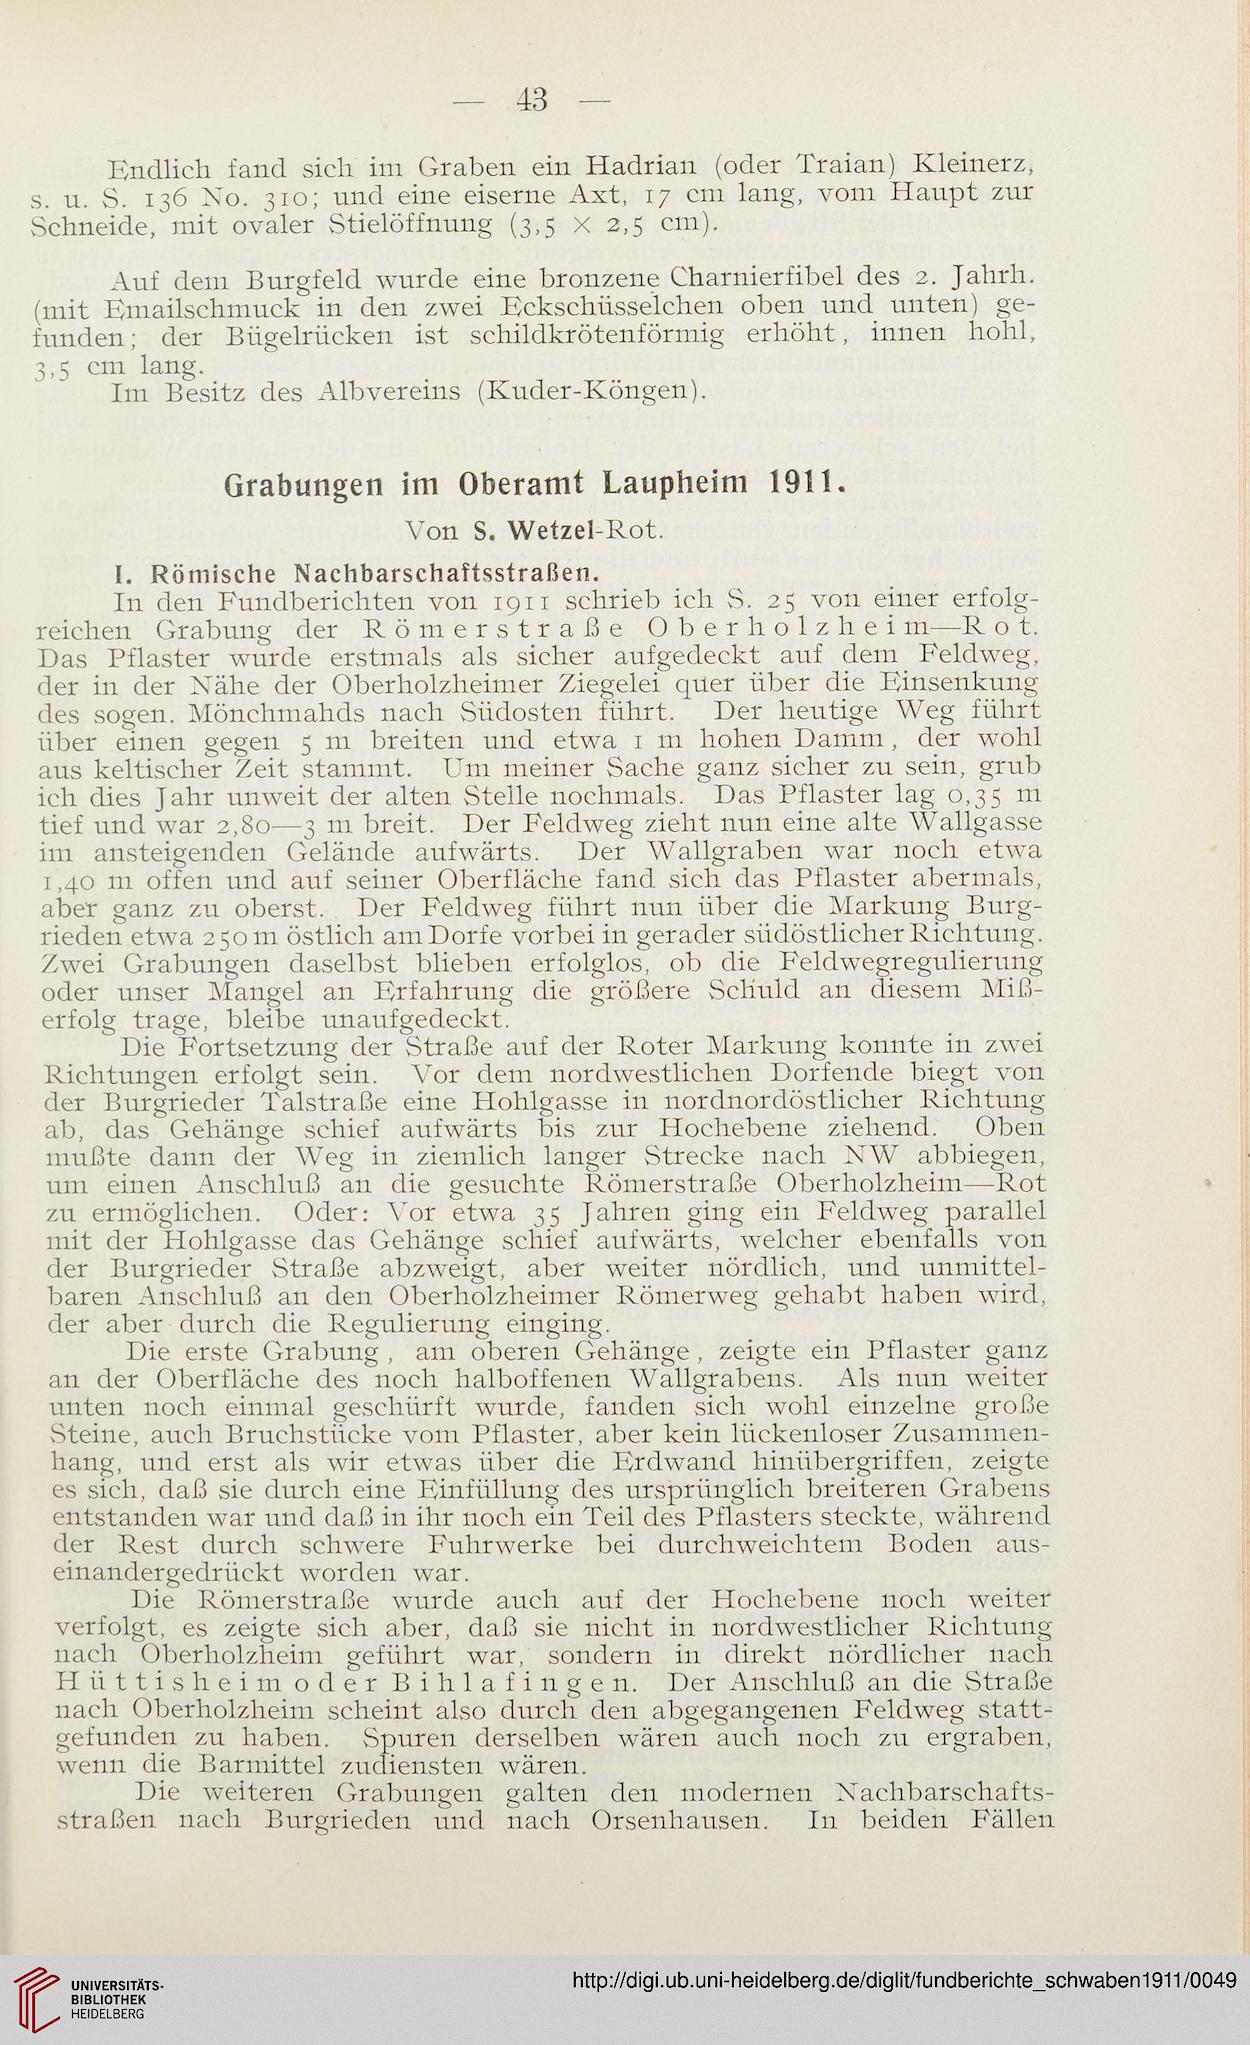 — 43 —
Endlich fand sich im Graben ein Hadrian (oder Traian) Kleinerz,
s. u. S. 136 No. 310; und eine eiserne Axt, 17 cm lang, vom Haupt zur
Schneide, mit ovaler Stielöffnung (3,5 × 2,5 cm).
Auf dem Burgfeld wurde eine bronzene Charnierfibel des 2. Jahrh.
(mit Emailschmuck in den zwei Eckschüsselchen oben und unten) ge-
funden; der Bügelrücken ist schildkrötenförmig erhöht, innen hohl,
3,5 cm lang.
Im Besitz des Albvereins (Kuder-Köngen).
Grabungen im Oberamt Laupheim 1911.
Von S. Wetzel-Rot.
I. Römische Nachbarschaftsstraßen.
In den Fundberichten von 1911 schrieb ich S. 25 von einer erfolg-
reichen Grabung der Römerstraße Oberholzheim—Rot.
Das Pflaster wurde erstmals als sicher aufgedeckt auf dem Feldweg,
der in der Nähe der Oberholzheimer Ziegelei quer über die Einsenkung
des sogen. Mönchmahds nach Südosten führt. Der heutige Weg führt
über einen gegen 5 m breiten und etwa 1 m hohen Damm, der wohl
aus keltischer Zeit stammt. Um meiner Sache ganz sicher zu sein, grub
ich dies Jahr unweit der alten Stelle nochmals. Das Pflaster lag 0,35 m
tief und war 2,80—3 m breit. Der Feldweg zieht nun eine alte Wallgasse
im ansteigenden Gelände aufwärts. Der Wallgraben war noch etwa
1,40 m offen und auf seiner Oberfläche fand sich das Pflaster abermals,
aber ganz zu oberst. Der Feldweg führt nun über die Markung Burg-
rieden etwa 250 m östlich am Dorfe vorbei in gerader südöstlicher Richtung.
Zwei Grabungen daselbst blieben erfolglos, ob die Feldwegregulierung
oder unser Mangel an Erfahrung die größere Schuld an diesem Miß-
erfolg trage, bleibe unaufgedeckt.
Die Fortsetzung der Straße auf der Roter Markung konnte in zwei
Richtungen erfolgt sein. Vor dem nordwestlichen Dorfende biegt von
der Burgrieder Talstraße eine Hohlgasse in nordnordöstlicher Richtung
ab, das Gehänge schief aufwärts bis zur Hochebene ziehend. Oben
mußte dann der Weg in ziemlich langer Strecke nach NW abbiegen,
um einen Anschluß an die gesuchte Römerstraße Oberholzheim—Rot
zu ermöglichen. Oder: Vor etwa 35 Jahren ging ein Feldweg parallel
mit der Hohlgasse das Gehänge schief aufwärts, welcher ebenfalls von
der Burgrieder Straße abzweigt, aber weiter nördlich, und unmittel-
baren Anschluß an den Oberholzheimer Römerweg gehabt haben wird,
der aber durch die Regulierung einging.
Die erste Grabung, am oberen Gehänge, zeigte ein Pflaster ganz
an der Oberfläche des noch halboffenen Wallgrabens. Als nun weiter
unten noch einmal geschürft wurde, fanden sich wohl einzelne große
Steine, auch Bruchstücke vom Pflaster, aber kein lückenloser Zusammen-
hang, und erst als wir etwas über die Erdwand hinübergriffen, zeigte
es sich, daß sie durch eine Einfüllung des ursprünglich breiteren Grabens
entstanden war und daß in ihr noch ein Teil des Pflasters steckte, während
der Rest durch schwere Fuhrwerke bei durchweichtem Boden aus-
einandergedrückt worden war.
Die Römerstraße wurde auch auf der Hochebene noch weiter
verfolgt, es zeigte sich aber, daß sie nicht in nordwestlicher Richtung
nach Oberholzheim geführt war, sondern in direkt nördlicher nach
Hüttisheim oder Bihlafingen. Der Anschluß an die Straße
nach Oberholzheim scheint also durch den abgegangenen Feldweg statt-
gefunden zu haben. Spuren derselben wären auch noch zu ergraben,
wenn die Barmittel zudiensten wären.
Die weiteren Grabungen galten den modernen Nachbarschafts-
straßen nach Burgrieden und nach Orsenhausen. In beiden Fällen
UNIVERSITÄTS-
BIBLIOTHEK
HEIDELBERG
http://digi.ub.uni-heidelberg.de/diglit/fundberichte_schwaben1911/0049